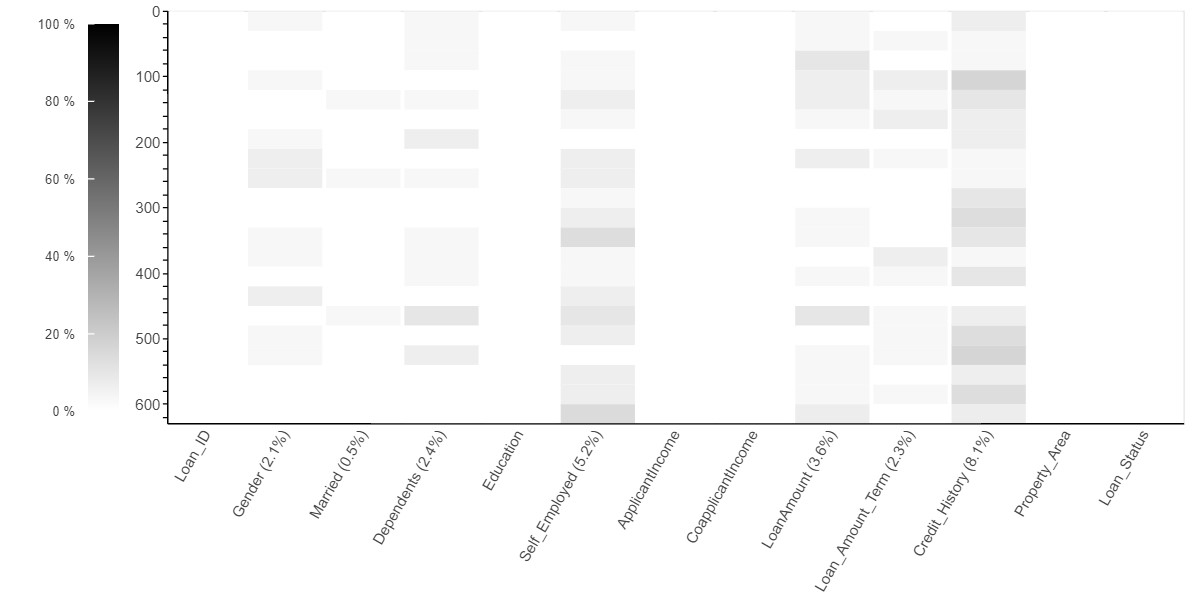 100 %
80 %
60 %
40 %
20 %
0 %
0
100
200
300
400
500
600
Loan_ID
Gender (2.1%)
Married (0.5%)
Dependents (2.4%)
Education
Self_Employed (5.2%)
ApplicantIncome
CoapplicantIncome
LoanAmount (3.6%)
Loan_Amount_Term (2.3%)
Credit_History (8.1%)
Property_Area
Loan_Status